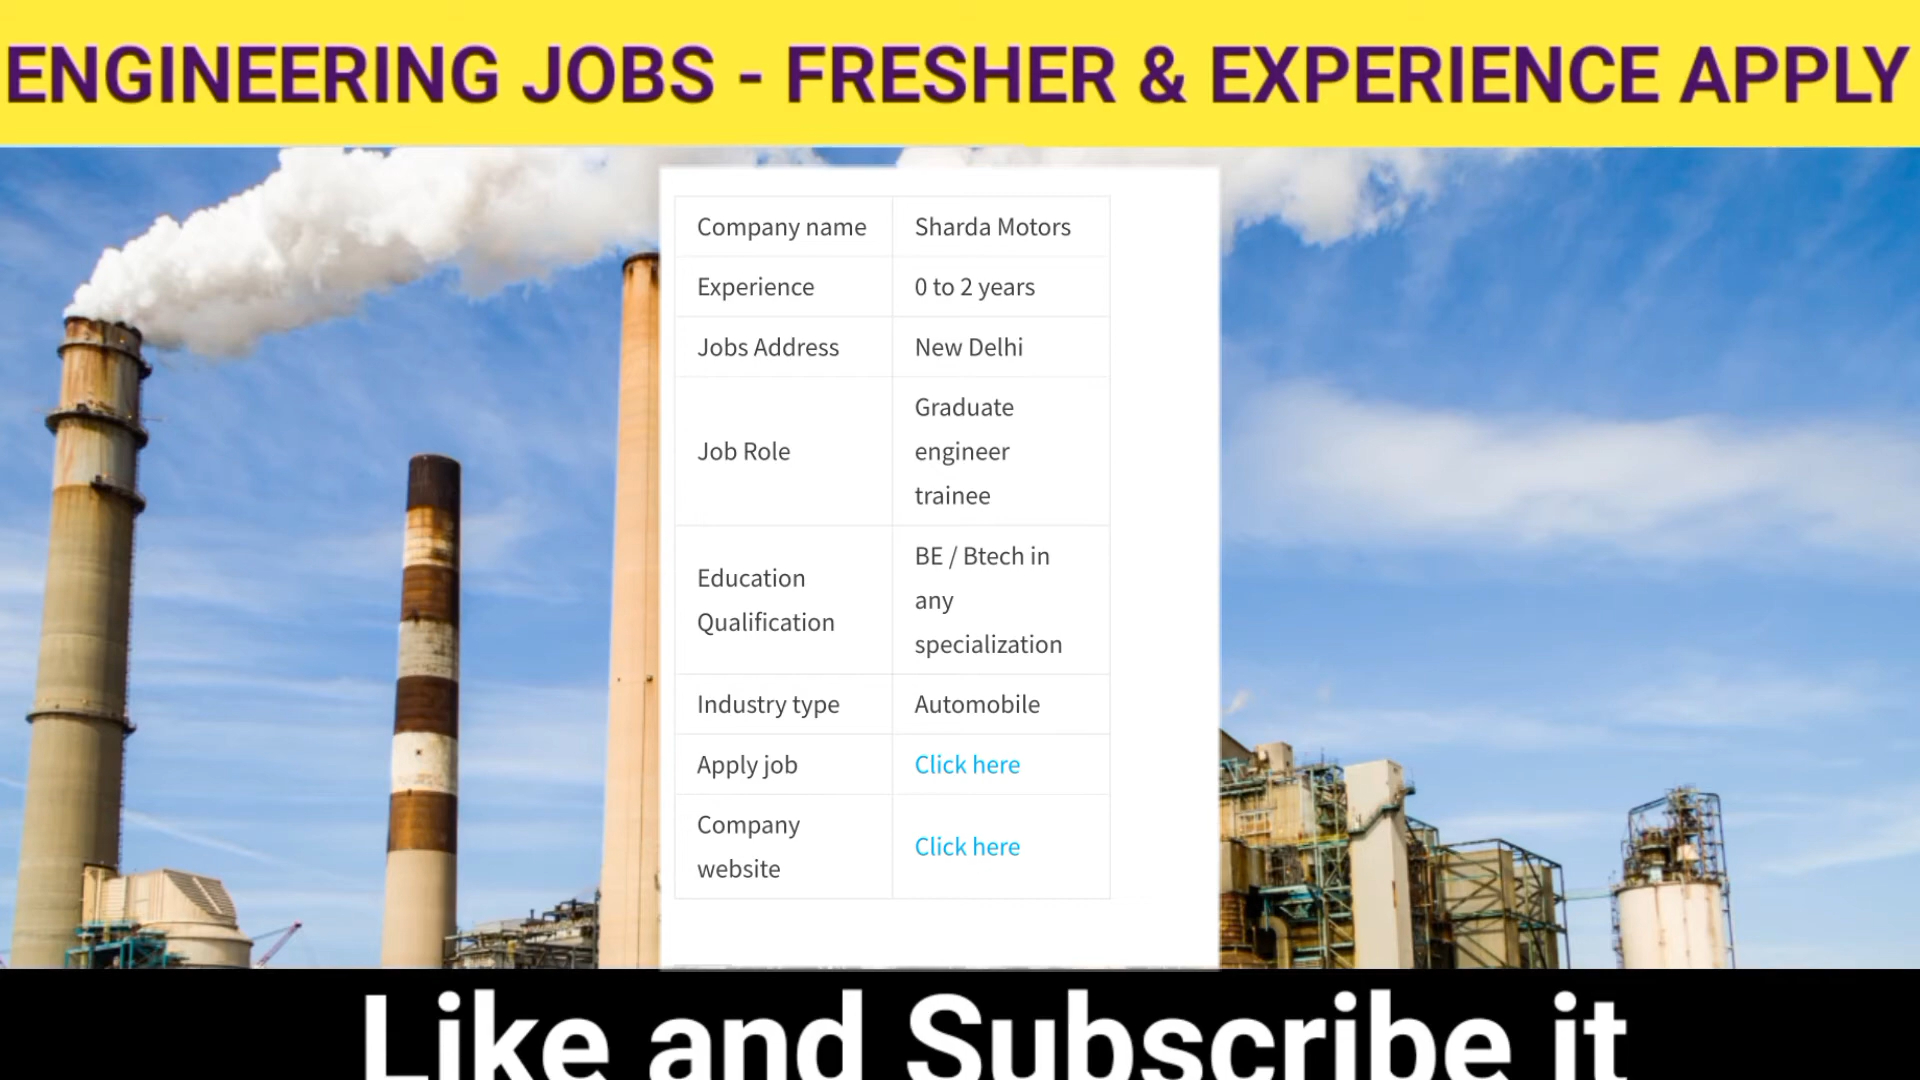 ENGINEERING JOBS - FRESHER & EXPERIENCE APPLY
Company name Sharda Motors
Experience 0 to 2 years
Jobs Address New Delhi
Job Role Graduate
engineer
trainee
Education
Qualification
BE / Btech in
any
specialization
Industry type Automobile
Apply job Click here
Company
website
Click here
Like and Subscribe it